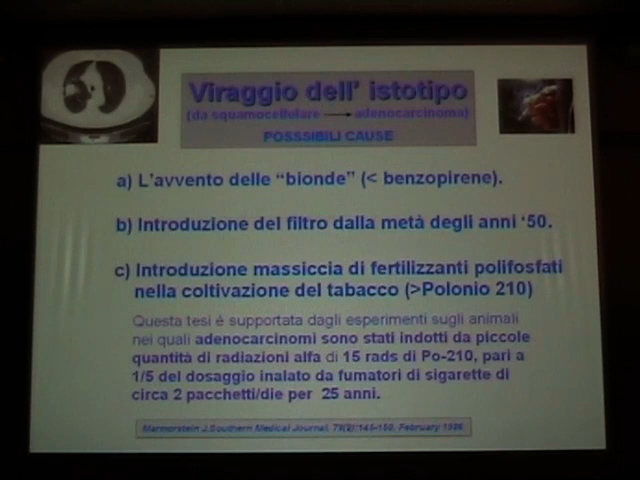 Viraggio dell' istotipo
(da squamocellulare → adenocarcinoma)
POSSSIBILI CAUSE
a) L'avvento delle “bionde” (< benzopirene).
b) Introduzione del filtro dalla metà degli anni ‘50.
c) Introduzione massiccia di fertilizzanti polifosfati
nella coltivazione del tabacco (>Polonio 210)
Questa tesi è supportata dagli esperimenti sugli animali
nei quali adenocarcinomi sono stati indotti da piccole
quantità di radiazioni alfa di 15 rads di Po-210, pari a
1/5 del dosaggio inalato da fumatori di sigarette di
circa 2 pacchetti/die per 25 anni.
Marmorstein J.Southern Medical Journal, 79(2):145-150, February 1986